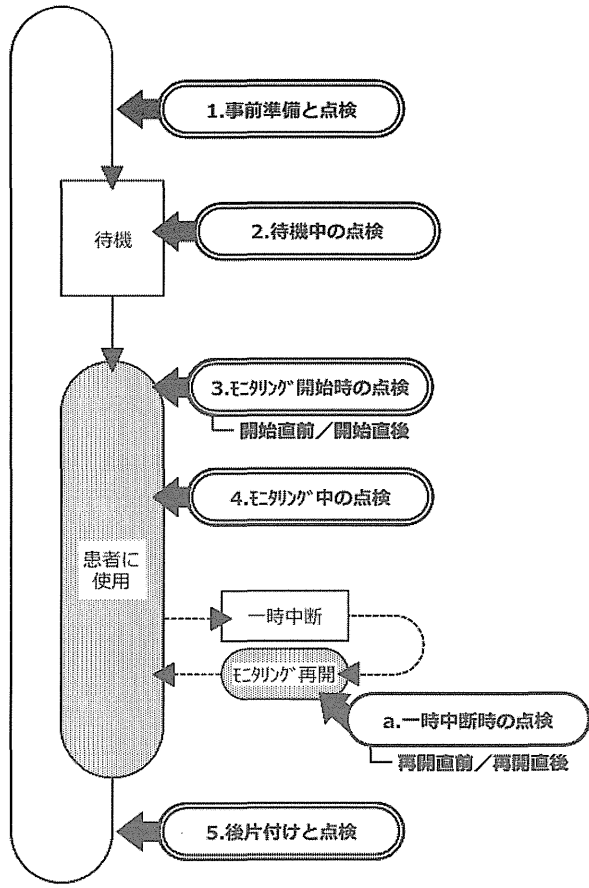 1.事前準備と点検
待機
2.待機中の点検
3.ﾓﾆﾀﾘﾝｸﾞ開始時の点検
開始直前／開始直後
4.ﾓﾆﾀﾘﾝｸﾞ中の点検
患者に
使用
一時中断
ﾓﾆﾀﾘﾝｸﾞ再開
a.一時中断時の点検
再開直前／再開直後
5.後片付けと点検